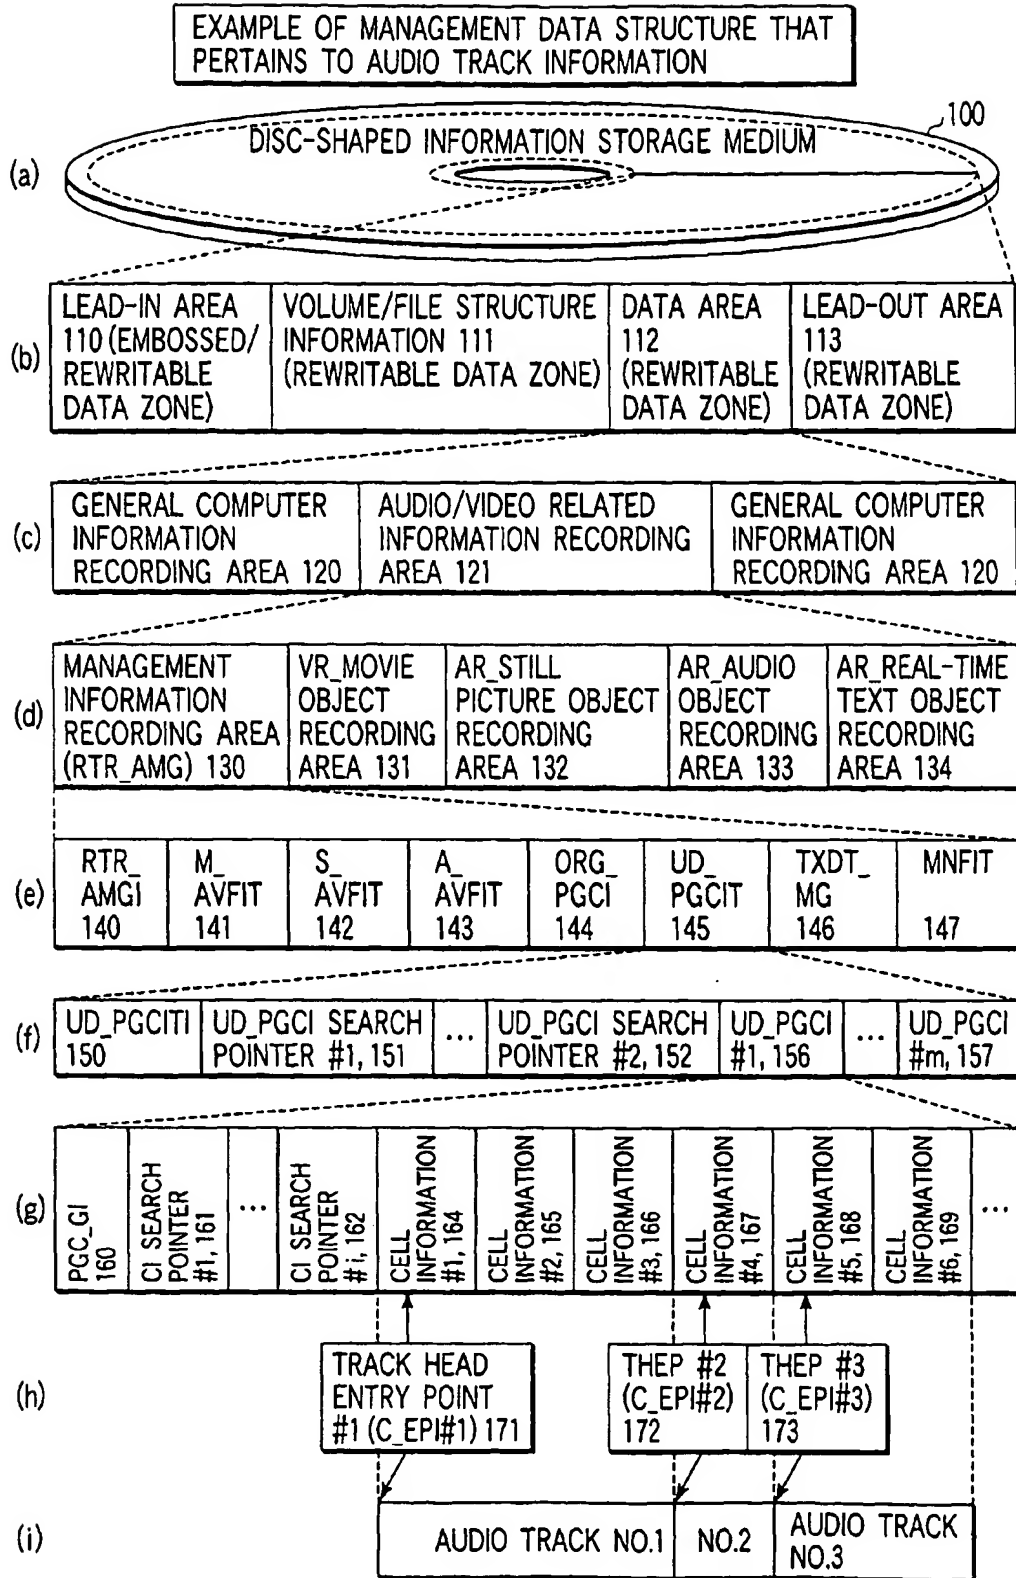 EXAMPLE OF MANAGEMENT DATA STRUCTURE THAT
PERTAINS TO AUDIO TRACK INFORMATION
100
DISC-SHAPED INFORMATION STORAGE MEDIUM
(a)
(b)
LEAD-IN AREA
110 (EMBOSSED/
REWRITABLE
DATA ZONE)
VOLUME/FILE STRUCTURE
INFORMATION 111
(REWRITABLE DATA ZONE)
DATA AREA
112
(REWRITABLE
DATA ZONE)
LEAD-OUT AREA
113
(REWRITABLE
DATA ZONE)
(c)
GENERAL COMPUTER
INFORMATION
RECORDING AREA 120
AUDIO/VIDEO RELATED
INFORMATION RECORDING
AREA 121
GENERAL COMPUTER
INFORMATION
RECORDING AREA 120
(d)
MANAGEMENT
INFORMATION
RECORDING AREA
(RTR_AMG) 130
VR_MOVIE
OBJECT
RECORDING
AREA 131
AR_STILL
PICTURE OBJECT
RECORDING
AREA 132
AR_AUDIO
OBJECT
RECORDING
AREA 133
AR_REAL-TIME
TEXT OBJECT
RECORDING
AREA 134
(e)
RTR_
AMGI
140
M_
AVFIT
141
S_
AVFIT
142
A_
AVFIT
143
ORG_
PGCI
144
UD_
PGCIT
145
TXDT_
MG
146
MNFIT
147
(f)
UD_PGCITI
150
UD_PGCI SEARCH
POINTER #1, 151
...
UD_PGCI SEARCH
POINTER #2, 152
UD_PGCI
#1, 156
...
UD_PGCI
#m, 157
(g)
PGC_GI
160
CI SEARCH
POINTER
#1, 161
...
CI SEARCH
POINTER
#i, 162
CELL
INFORMATION
#1, 164
CELL
INFORMATION
#2, 165
CELL
INFORMATION
#3, 166
CELL
INFORMATION
#4, 167
CELL
INFORMATION
#5, 168
CELL
INFORMATION
#6, 169
...
(h)
TRACK HEAD
ENTRY POINT
#1 (C_EPI#1) 171
THEP #2
(C_EPI#2)
172
THEP #3
(C_EPI#3)
173
(i)
AUDIO TRACK NO.1
NO.2
AUDIO TRACK
NO.3